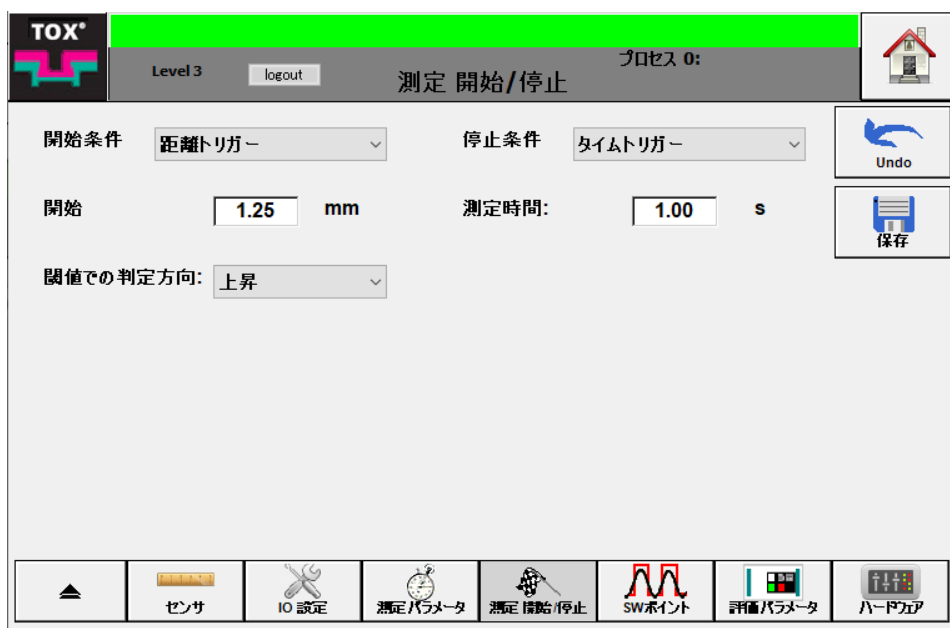 TOX®
プロセス 0:
Level 3
logout
測定 開始/停止
開始条件
距離トリガー
停止条件
タイムトリガー
Undo
開始
1.25
mm
測定時間:
1.00
s
保存
閾値での判定方向:
上昇
センサ
IO 設定
測定パラメータ
測定 開始/停止
SWポイント
評価パラメータ
ハードウェア